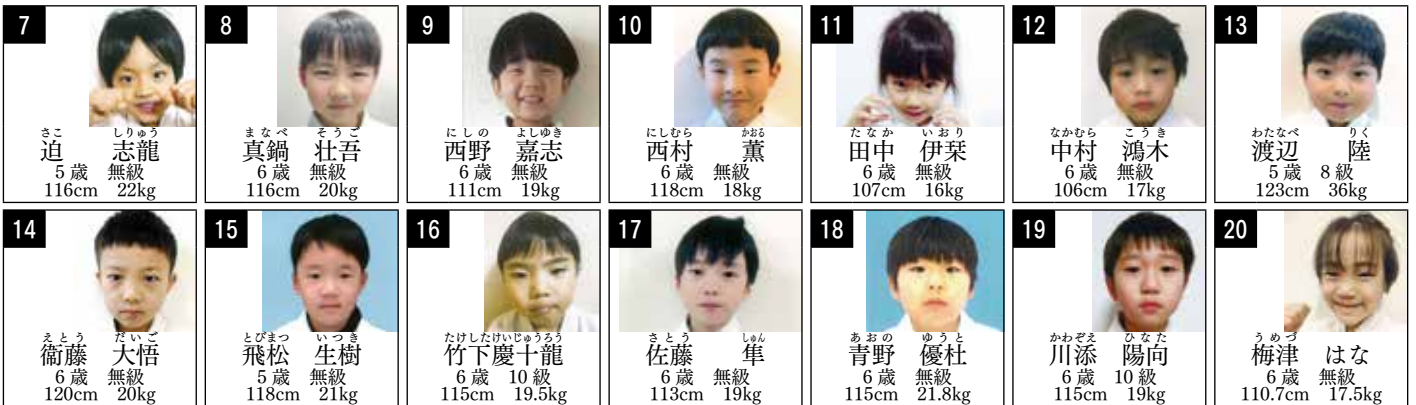 7
さこ しりゅう
迫 志龍
5歳 無級
116cm 22kg
8
まなべ そうご
真鍋 壮吾
6歳 無級
116cm 20kg
9
にしの よしゆき
西野 嘉志
6歳 無級
111cm 19kg
10
にしむら かおる
西村 薫
6歳 無級
118cm 18kg
11
たなか いおり
田中 伊栞
6歳 無級
107cm 16kg
12
なかむら こうき
中村 鴻木
6歳 無級
106cm 17kg
13
わたなべ りく
渡辺 陸
5歳 8級
123cm 36kg
14
えとう だいご
衞藤 大悟
6歳 無級
120cm 20kg
15
とびまつ いつき
飛松 生樹
5歳 無級
118cm 21kg
16
たけしたけいじゅうろう
竹下慶十龍
6歳 10級
115cm 19.5kg
17
さとう しゅん
佐藤 隼
6歳 無級
113cm 19kg
18
あおの ゆうと
青野 優杜
6歳 無級
115cm 21.8kg
19
かわぞえ ひなた
川添 陽向
6歳 10級
115cm 19kg
20
うめづ
梅津 はな
6歳 無級
110.7cm 17.5kg